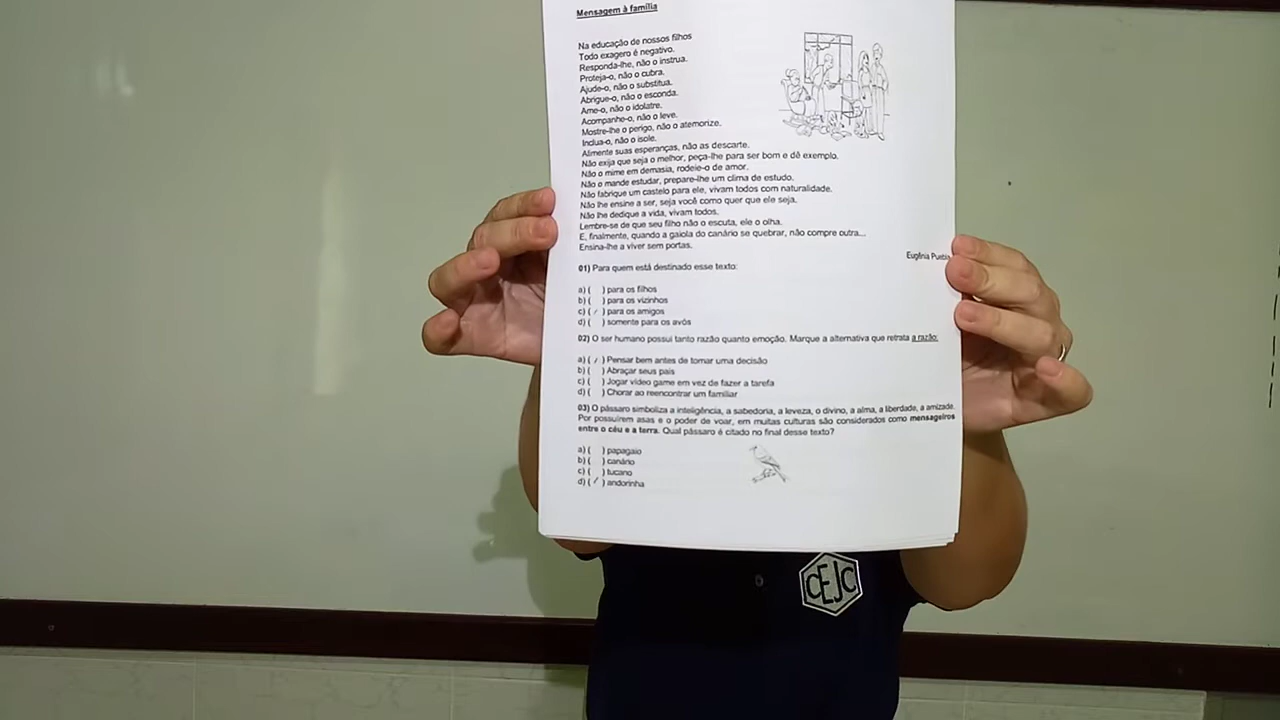 Mensagem à família
Na educação de nossos filhos
Todo exagero é negativo.
Responda-lhe, não o instrua.
Proteja-o, não o cubra.
Ajude-o, não o substitua.
Abrigue-o, não o esconda.
Ame-o, não o idolatre.
Acompanhe-o, não o leve.
Mostre-lhe o perigo, não o atemorize.
Inclua-o, não o isole.
Alimente suas esperanças, não as descarte.
Não exija que seja o melhor, peça-lhe para ser bom e dê exemplo.
Não o mime em demasia, rodeie-o de amor.
Não o mande estudar, prepare-lhe um clima de estudo.
Não fabrique um castelo para ele, vivam todos com naturalidade.
Não lhe ensine a ser, seja você como quer que ele seja.
Não lhe dedique a vida, vivam todos.
Lembre-se de que seu filho não o escuta, ele o olha.
E, finalmente, quando a gaiola do canário se quebrar, não compre outra...
Ensina-lhe a viver sem portas.
01) Para quem está destinado esse texto:
a) ( ) para os filhos
b) ( ) para os vizinhos
c) ( / ) para os amigos
d) ( ) somente para os avós
02) O ser humano possui tanto razão quanto emoção. Marque a alternativa que retrata a razão:
a) ( / ) Pensar bem antes de tomar uma decisão
b) ( ) Abraçar seus pais
c) ( ) Jogar vídeo game em vez de fazer a tarefa
d) ( ) Chorar ao reencontrar um familiar
03) O pássaro simboliza a inteligência, a sabedoria, a leveza, o divino, a alma, a liberdade, a amizade.
Por possuírem asas e o poder de voar, em muitas culturas são considerados como mensageiros
entre o céu e a terra. Qual pássaro é citado no final desse texto?
a) ( ) papagaio
b) ( ) canário
c) ( ) tucano
d) ( / ) andorinha
CEJC